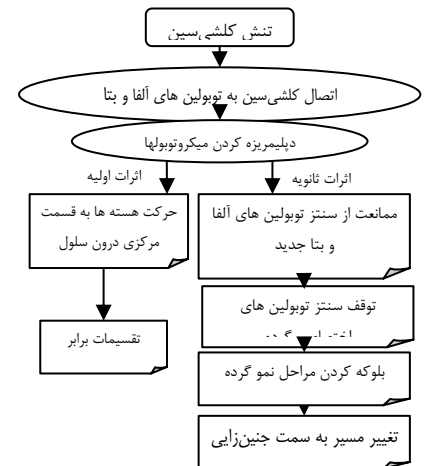 تنش کلشی‌سین
اتصال کلشی‌سین به توبولین های آلفا و بتا
دپلیمریزه کردن میکروتوبولها
اثرات ثانویه
اثرات اولیه
ممانعت از سنتز توبولین های آلفا
و بتا جدید
حرکت هسته ها به قسمت
مرکزی درون سلول
توقف سنتز توبولین های
گرده
تقسیمات برابر
بلوکه کردن مراحل نمو گرده
تغییر مسیر به سمت جنین‌زایی